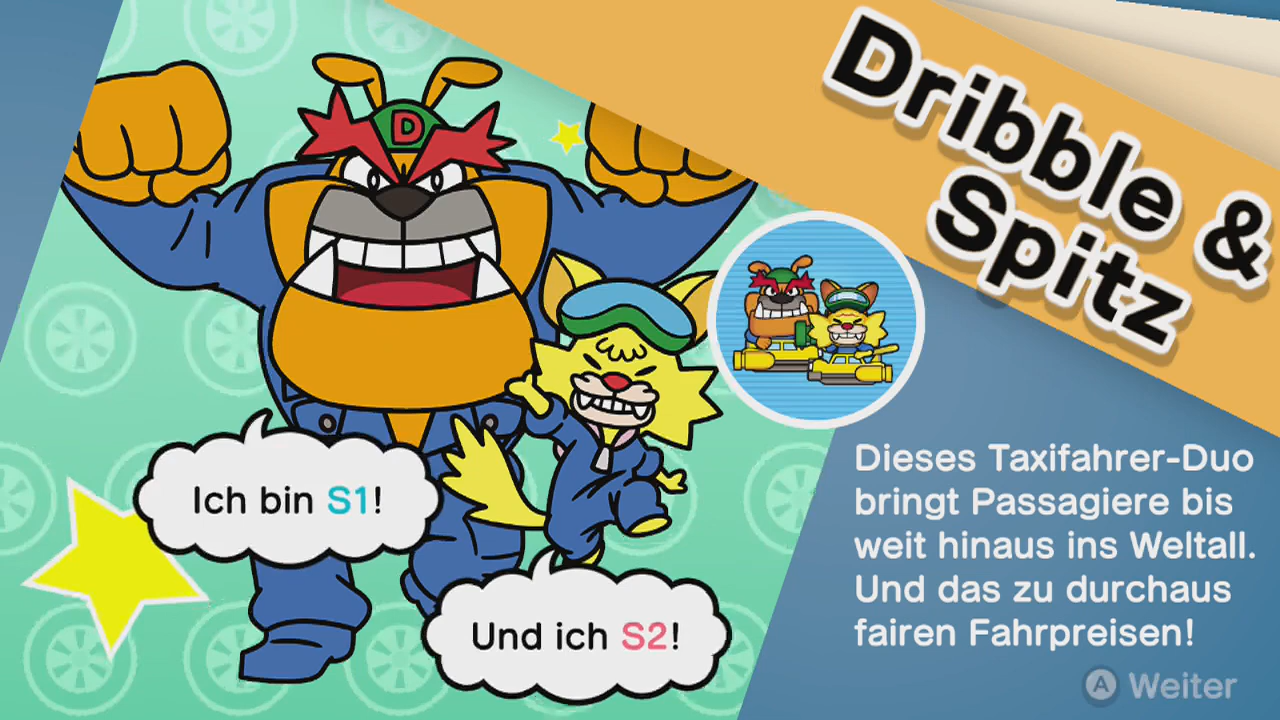 Dribble &
Spitz
D
Ich bin S1!
Und ich S2!
Dieses Taxifahrer-Duo
bringt Passagiere bis
weit hinaus ins Weltall.
Und das zu durchaus
fairen Fahrpreisen!
A Weiter